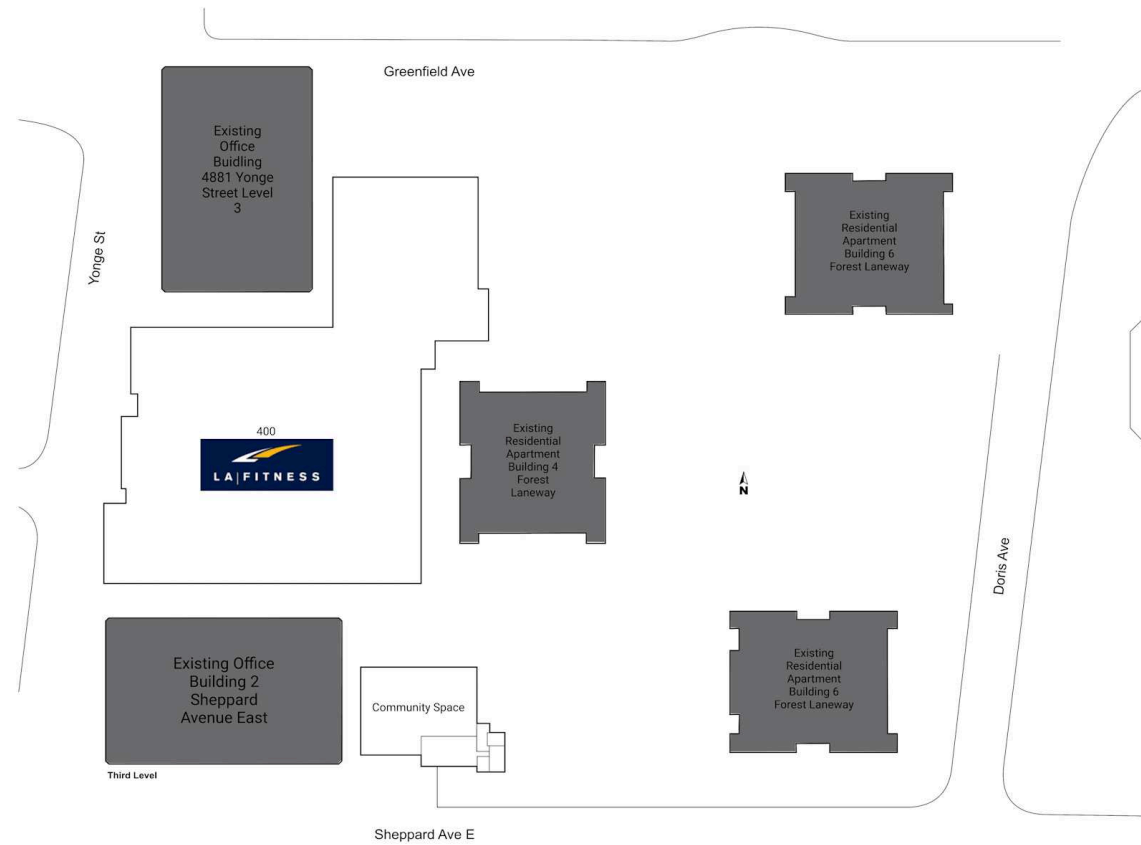 Greenfield Ave
Existing
Office
Buidling
4881 Yonge
Street Level
3
Yonge St
Existing
Residential
Apartment
Building 6
Forest Laneway
400
LA|FITNESS
Existing
Residential
Apartment
Building 4
Forest
Laneway
N
Doris Ave
Existing Office
Building 2
Sheppard
Avenue East
Community Space
Existing
Residential
Apartment
Building 6
Forest Laneway
Third Level
Sheppard Ave E